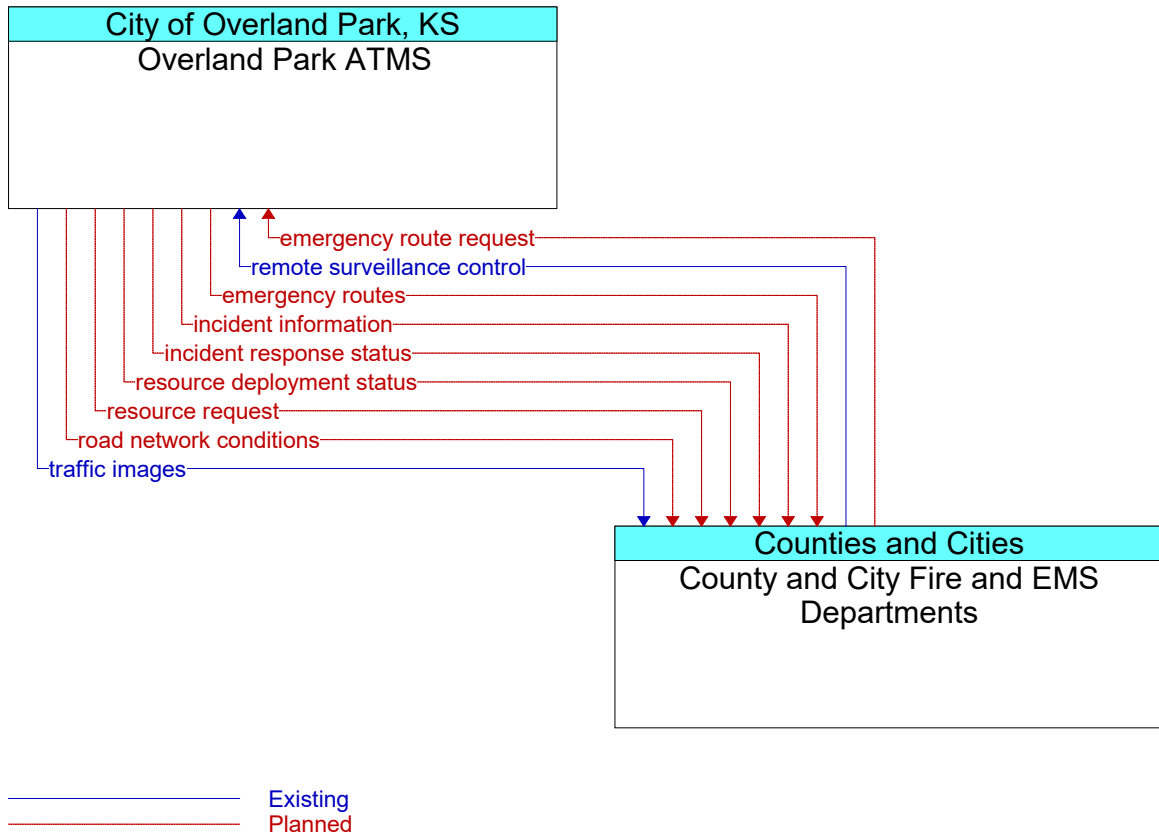 City of Overland Park, KS
Overland Park ATMS
emergency route request
remote surveillance control
emergency routes
incident information
incident response status
resource deployment status
resource request
road network conditions
traffic images
Counties and Cities
County and City Fire and EMS
Departments
Existing
Planned